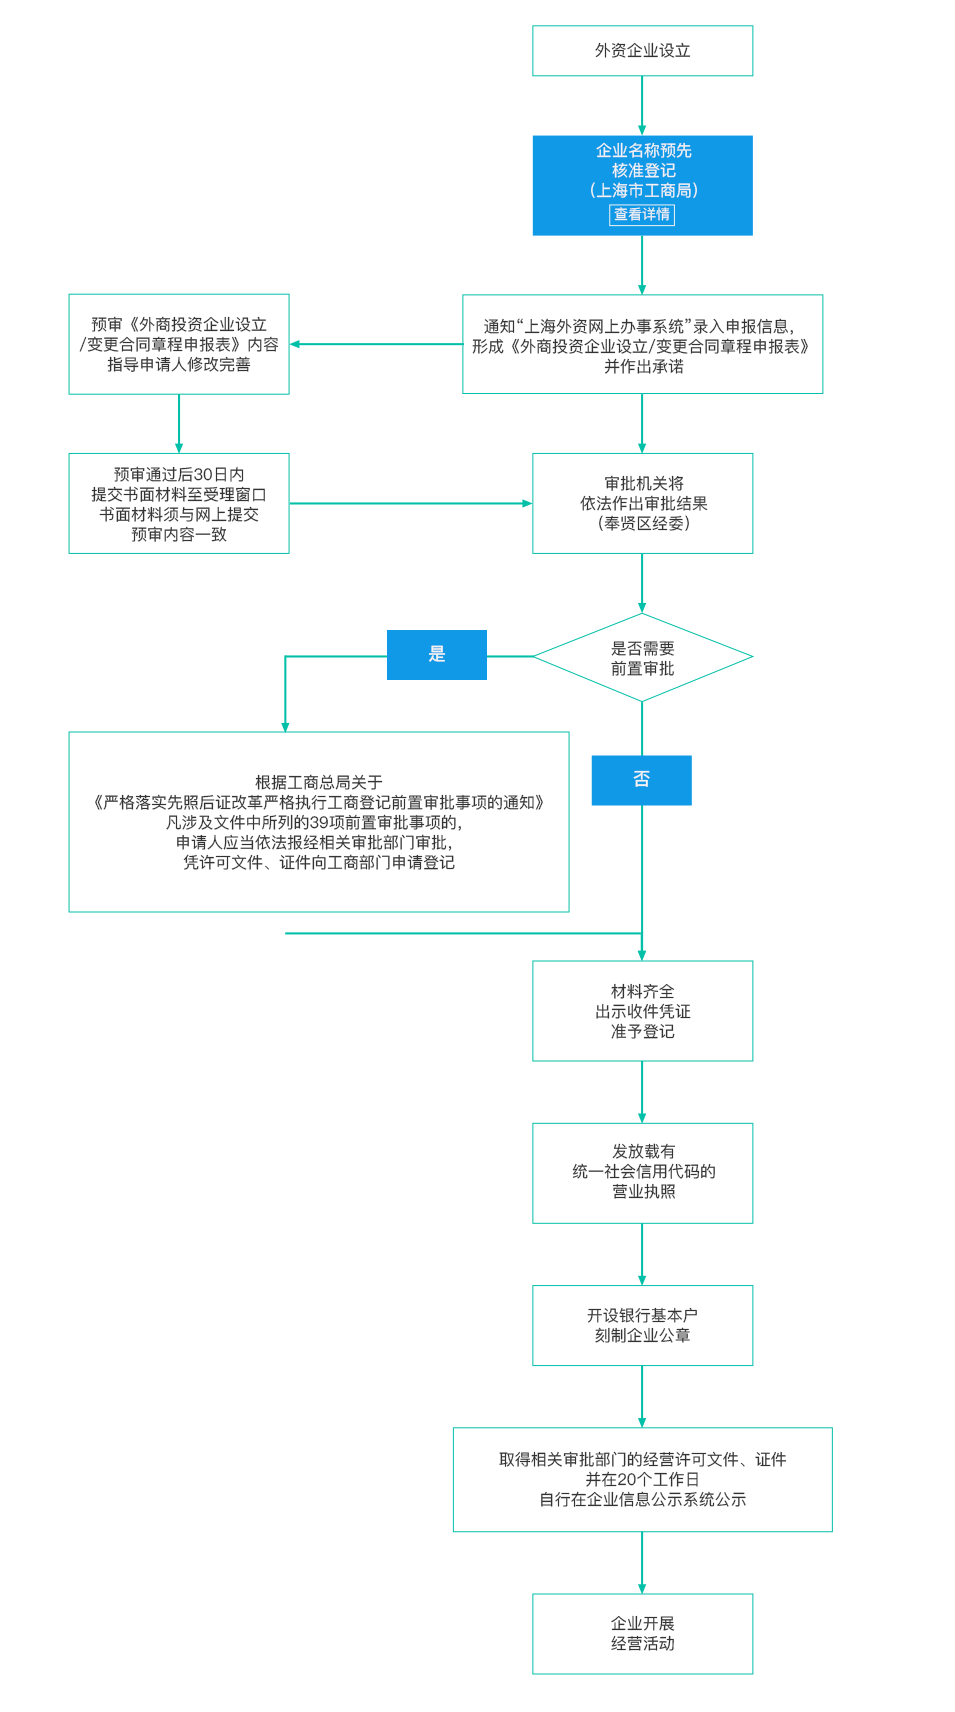 外资企业设立
企业名称预先
核准登记
(上海市工商局)
查看详情
通知“上海外资网上办事系统”录入申报信息,
形成《外商投资企业设立/变更合同章程申报表》
并作出承诺
预审《外商投资企业设立
/变更合同章程申报表》内容
指导申请人修改完善
预审通过后30日内
提交书面材料至受理窗口
书面材料须与网上提交
预审内容一致
审批机关将
依法作出审批结果
(奉贤区经委)
是否需要
前置审批
是
否
根据工商总局关于
《严格落实先照后证改革严格执行工商登记前置审批事项的通知》
凡涉及文件中所列的39项前置审批事项的,
申请人应当依法报经相关审批部门审批,
凭许可文件、证件向工商部门申请登记
材料齐全
出示收件凭证
准予登记
发放载有
统一社会信用代码的
营业执照
开设银行基本户
刻制企业公章
取得相关审批部门的经营许可文件、证件
并在20个工作日
自行在企业信息公示系统公示
企业开展
经营活动